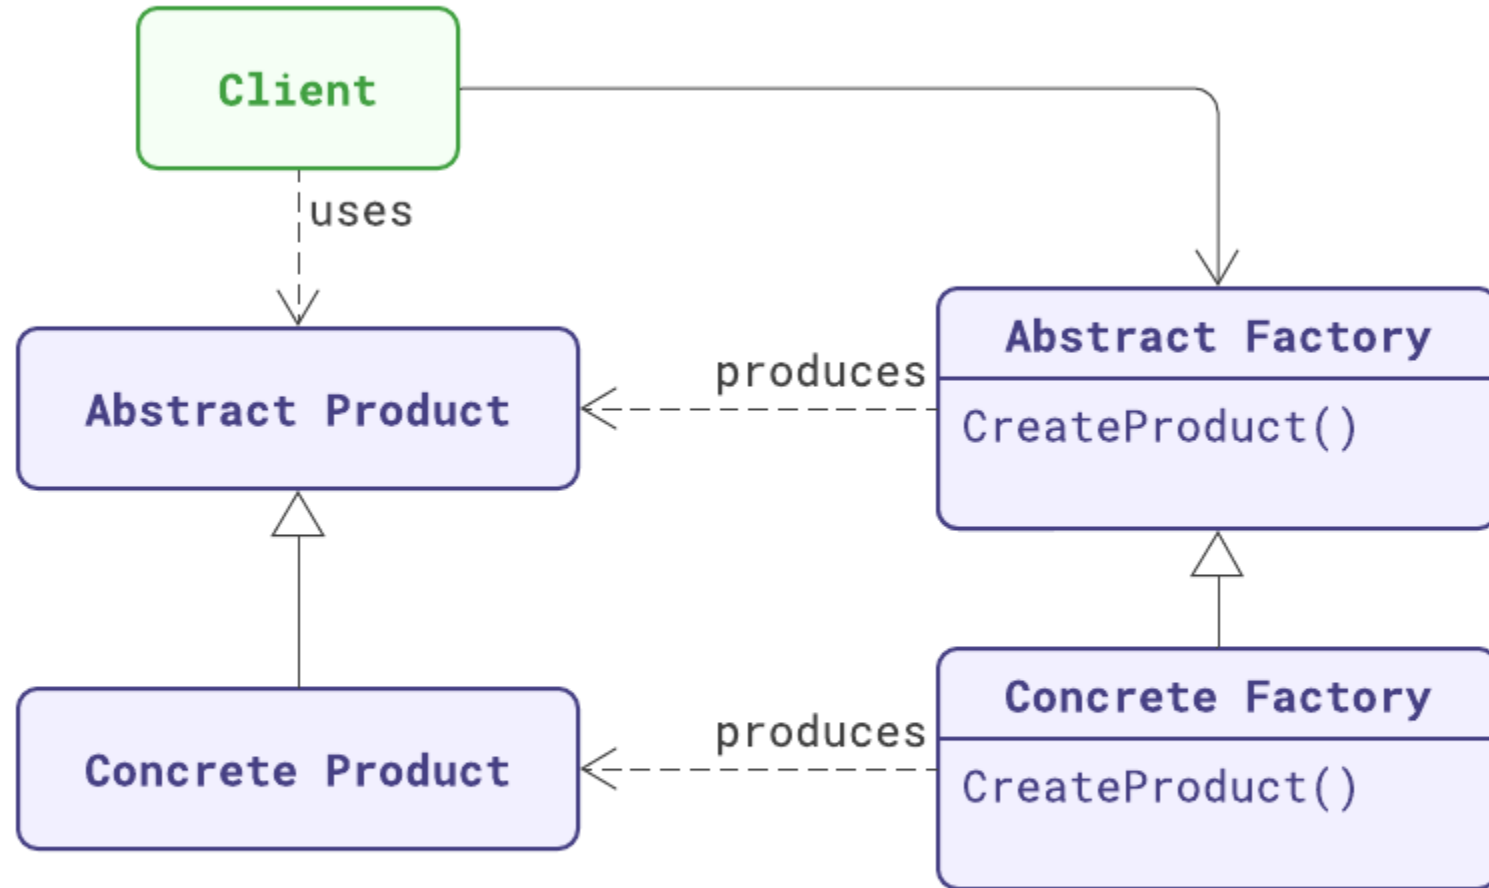 Client
uses
Abstract Product
produces
Abstract Factory
CreateProduct()
Concrete Product
produces
Concrete Factory
CreateProduct()